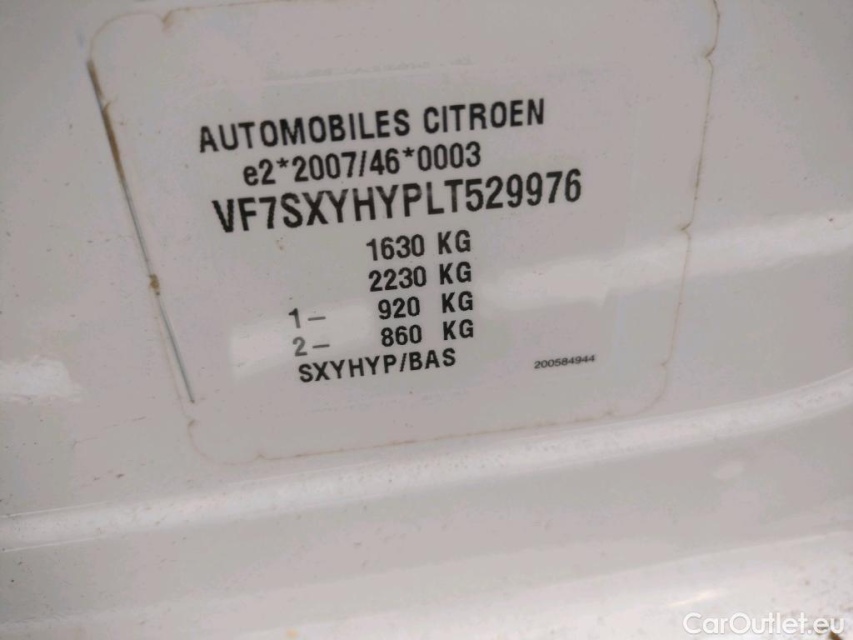 AUTOMOBILES CITROEN
e2*2007/46*0003
VF7SXYHYPLT529976
1630 KG
2230 KG
1- 920 KG
2- 860 KG
SXYHYP/BAS
200584944
CarOutlet.eu